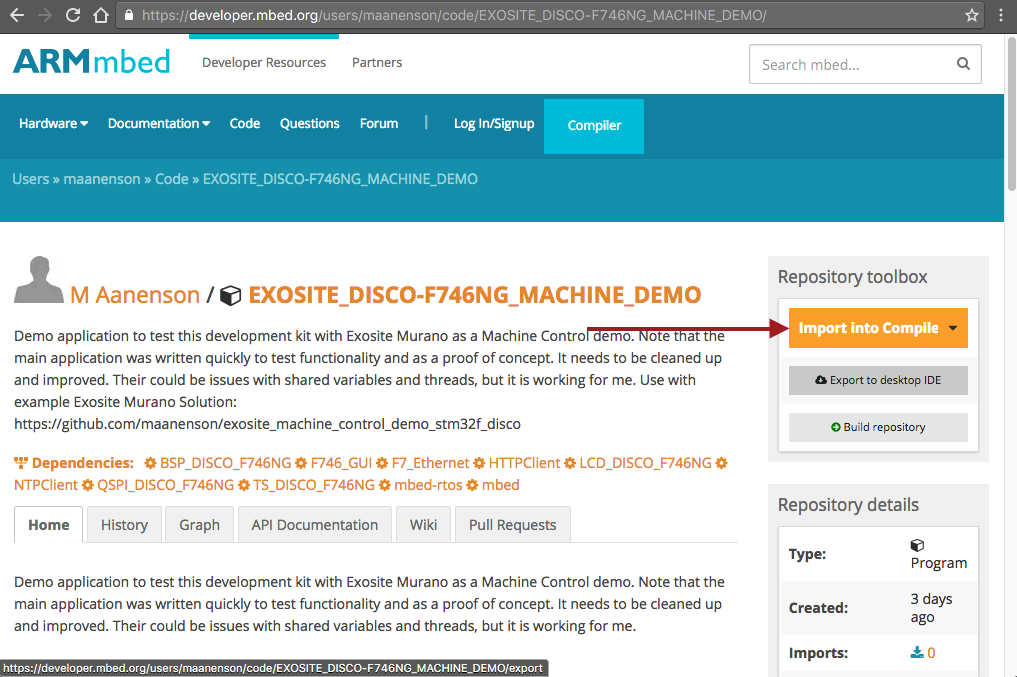 https://developer.mbed.org/users/maanenson/code/EXOSITE_DISCO-F746NG_MACHINE_DEMO/
ARMmbed
Developer Resources
Partners
Search mbed...
Hardware
Documentation
Code
Questions
Forum
|
Log In/Signup
Compiler
Users » maanenson » Code » EXOSITE_DISCO-F746NG_MACHINE_DEMO
M Aanenson / EXOSITE_DISCO-F746NG_MACHINE_DEMO
Demo application to test this development kit with Exosite Murano as a Machine Control demo. Note that the
main application was written quickly to test functionality and as a proof of concept. It needs to be cleaned up
and improved. Their could be issues with shared variables and threads, but it is working for me. Use with
example Exosite Murano Solution:
https://github.com/maanenson/exosite_machine_control_demo_stm32f_disco
Dependencies: BSP_DISCO_F746NG F746_GUI F7_Ethernet HTTPClient LCD_DISCO_F746NG
NTPClient QSPI_DISCO_F746NG TS_DISCO_F746NG mbed-rtos mbed
Home
History
Graph
API Documentation
Wiki
Pull Requests
Demo application to test this development kit with Exosite Murano as a Machine Control demo. Note that the
main application was written quickly to test functionality and as a proof of concept. It needs to be cleaned up
and improved. Their could be issues with shared variables and threads, but it is working for me.
Repository toolbox
Import into Compile
Export to desktop IDE
Build repository
Repository details
Type:
Program
Created:
3 days
ago
Imports:
0
https://developer.mbed.org/users/maanenson/code/EXOSITE_DISCO-F746NG_MACHINE_DEMO/export